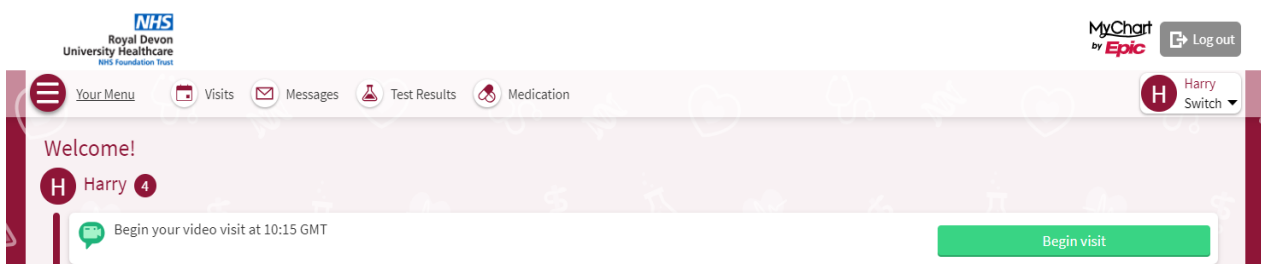 NHS
Royal Devon
University Healthcare
NHS Foundation Trust
MyChart
by Epic
Log out
Your Menu
Visits
Messages
Test Results
Medication
H
Harry
Switch
Welcome!
H
Harry 4
Begin your video visit at 10:15 GMT
Begin visit